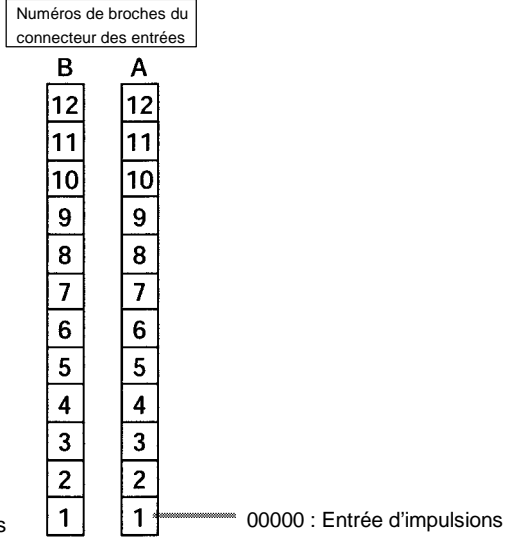 Numéros de broches du
connecteur des entrées
B A
12 12
11 11
10 10
9 9
8 8
7 7
6 6
5 5
4 4
3 3
2 2
s 1 1 00000 : Entrée d'impulsions